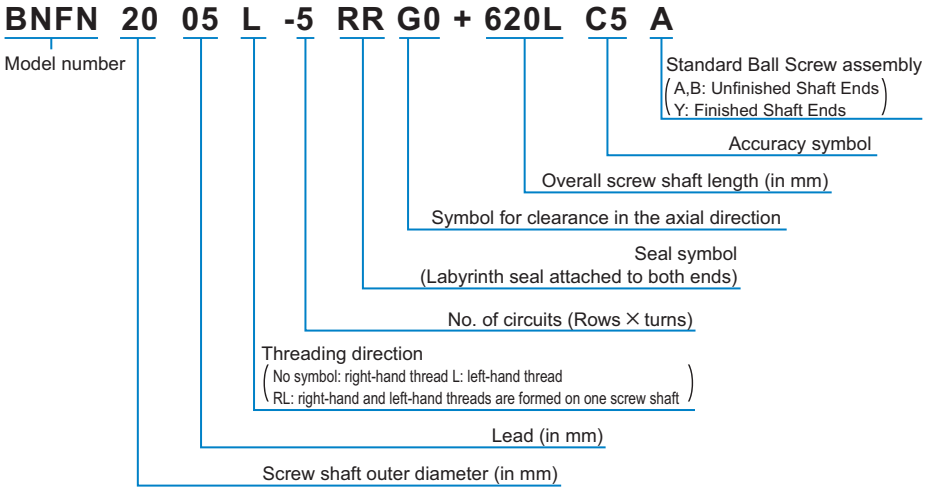 BNFN 20 05 L -5 RR G0 + 620L C5 A
Model number
Standard Ball Screw assembly
(A,B: Unfinished Shaft Ends
Y: Finished Shaft Ends)
Accuracy symbol
Overall screw shaft length (in mm)
Symbol for clearance in the axial direction
Seal symbol
(Labyrinth seal attached to both ends)
No. of circuits (Rows×turns)
Threading direction
(No symbol: right-hand thread L: left-hand thread
RL: right-hand and left-hand threads are formed on one screw shaft)
Lead (in mm)
Screw shaft outer diameter (in mm)